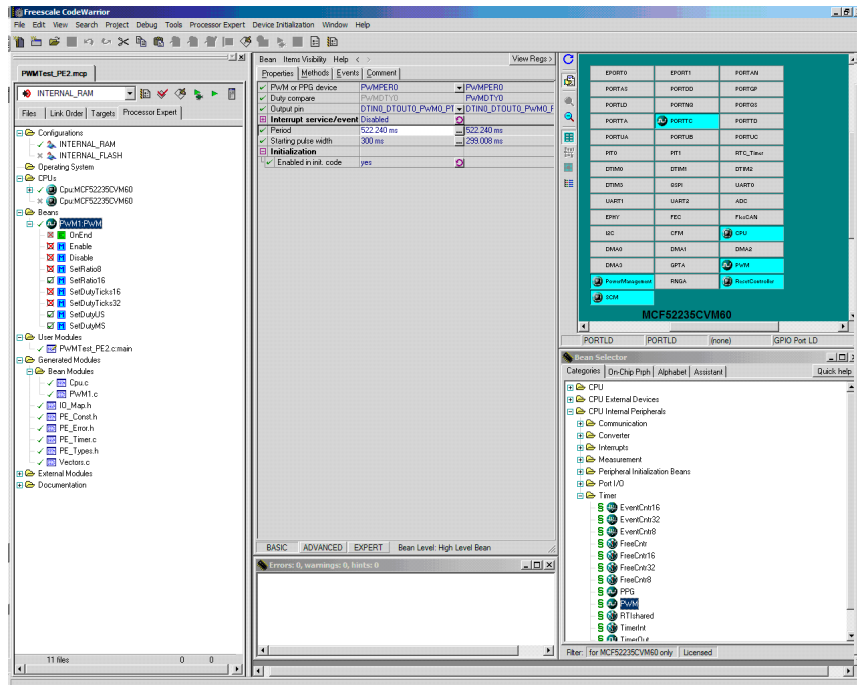 Freescale CodeWarrior
File Edit View Search Project Debug Tools Processor Expert Device Initialization Window Help
PWMTest_PE2.mcp
INTERNAL_RAM
Files Link Order Targets Processor Expert
Configurations
INTERNAL_RAM
INTERNAL_FLASH
Operating System
CPUs
Cpu:MCF52235CVM60
Cpu:MCF52235CVM60
Beans
PWM1:PWM
OnEnd
Enable
Disable
SetRatio8
SetRatio16
SetDutyTicks16
SetDutyTicks32
SetDutyUS
SetDutyMS
User Modules
PWMTest_PE2.c:main
Generated Modules
Bean Modules
Cpu.c
PWM1.c
IO_Map.h
PE_Const.h
PE_Error.h
PE_Timer.c
PE_Types.h
Vectors.c
External Modules
Documentation
11 files 0 0
Bean Items Visibility Help < > View Regs >
Properties Methods Events Comment
PWM or PPG device PWMPER0 PWMPER0
Duty compare PWMDTY0 PWMDTY0
Output pin DTIN0_DTOUT0_PWM0_PT DTIN0_DTOUT0_PWM0_F
Interrupt service/event Disabled
Period 522.240 ms ... 522.240 ms
Starting pulse width 300 ms ... 299.008 ms
Initialization
Enabled in init. code yes
BASIC ADVANCED EXPERT Bean Level: High Level Bean
Errors: 0, warnings: 0, hints: 0
EPORT0 EPORT1 PORTAN
PORTAS PORTDD PORTGP
PORTLD PORTNQ PORTQS
PORTTA PORTTC PORTTD
PORTUA PORTUB PORTUC
PIT0 PIT1 RTC_Timer
DTIM0 DTIM1 DTIM2
DTIM3 QSPI UART0
UART1 UART2 ADC
EPHY FEC FlexCAN
I2C CFM CPU
DMA0 DMA1 DMA2
DMA3 GPTA PWM
PowerManagement RNGA ResetController
SCM
MCF52235CVM60
PORTLD PORTLD (none) GPIO Port LD
Bean Selector
Categories On-Chip Prph Alphabet Assistant Quick help
CPU
CPU External Devices
CPU Internal Peripherals
Communication
Converter
Interrupts
Measurement
Peripheral Initialization Beans
Port I/O
Timer
EventCntr16
EventCntr32
EventCntr8
FreeCntr
FreeCntr16
FreeCntr32
FreeCntr8
PPG
PWM
RTIshared
TimerInt
TimerOut
Filter: for MCF52235CVM60 only Licensed